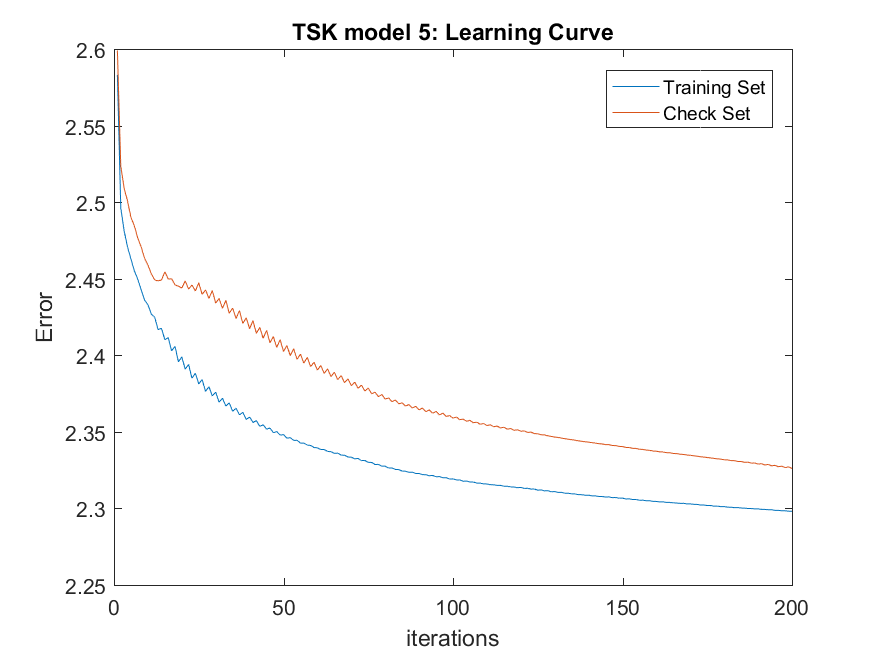 TSK model 5: Learning Curve
2.6
2.55
2.5
2.45
2.4
2.35
2.3
2.25
Error
Training Set
Check Set
0 50 100 150 200
iterations